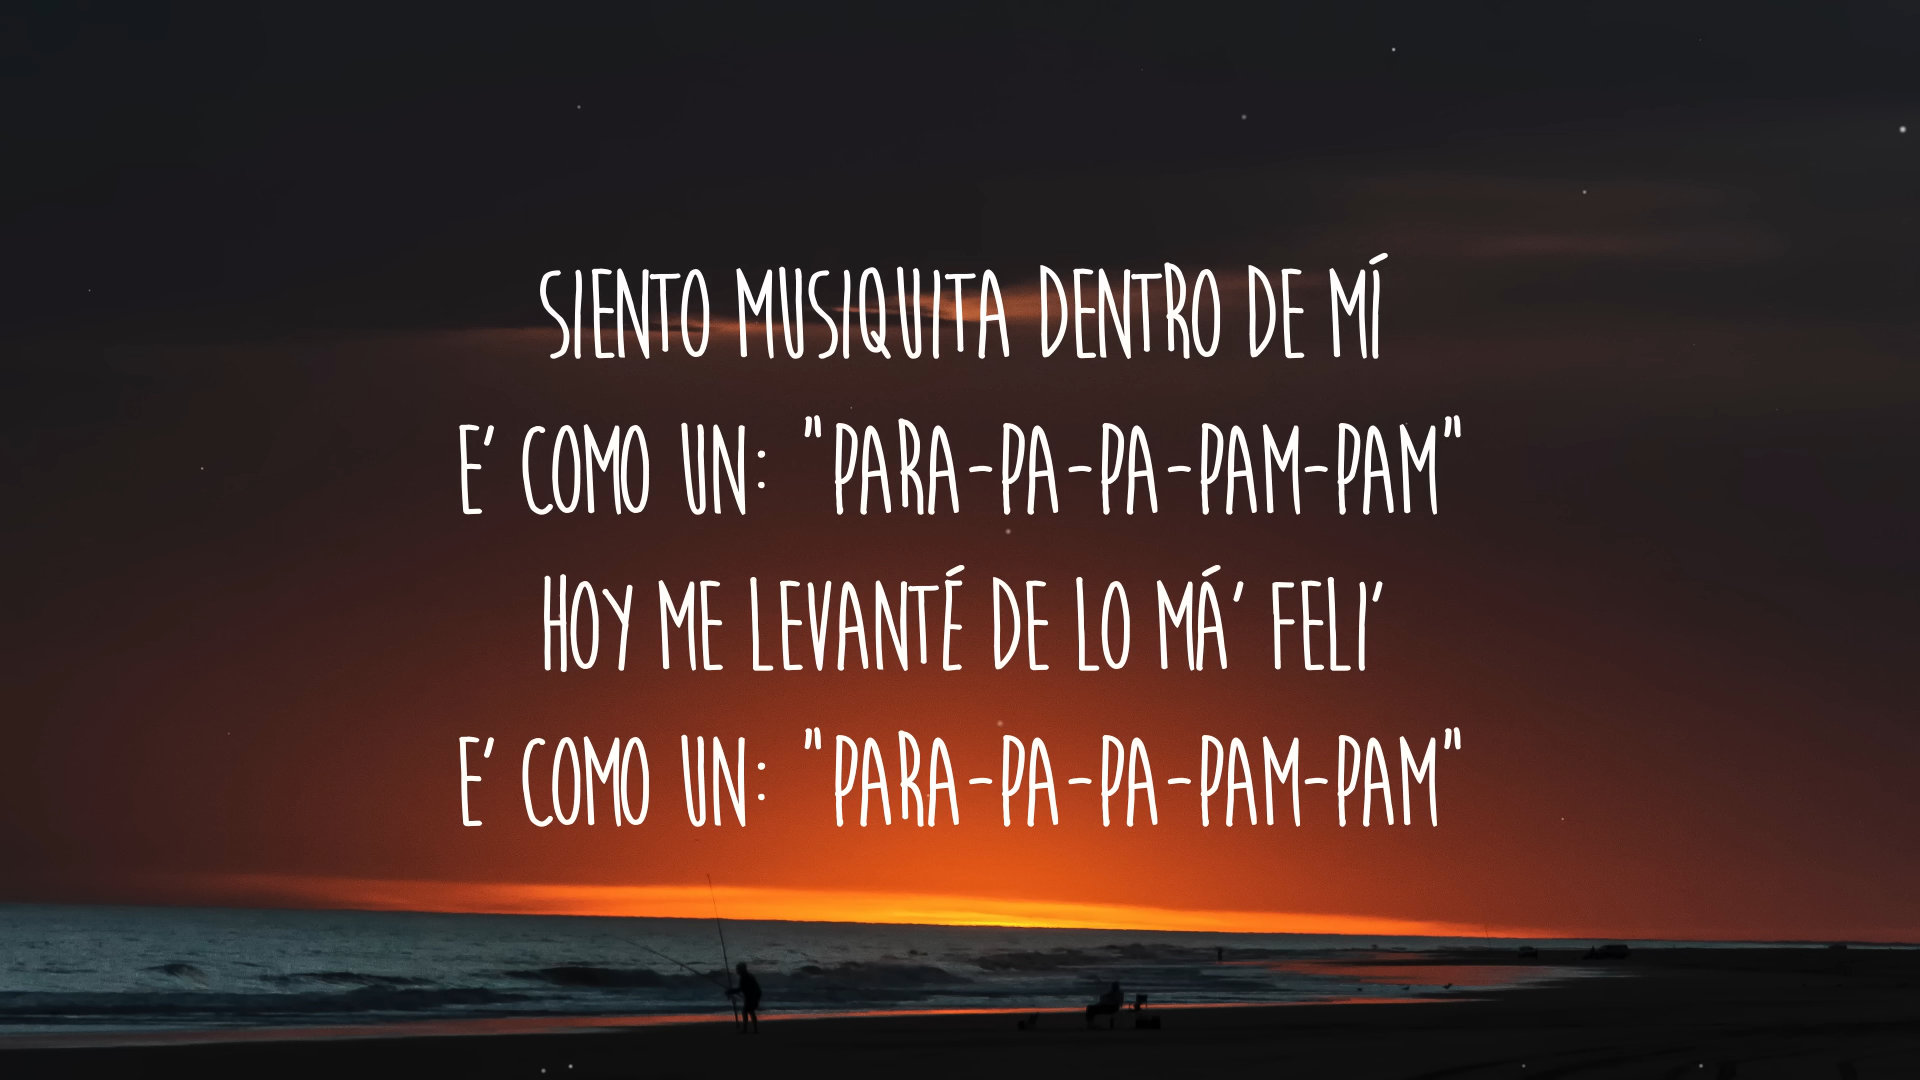 SIENTO MUSIQUITA DENTRO DE MÍ
E' COMO UN: "PARA-PA-PA-PAM-PAM"
HOY ME LEVANTÉ DE LO MÁ' FELI'
E' COMO UN: "PARA-PA-PA-PAM-PAM"